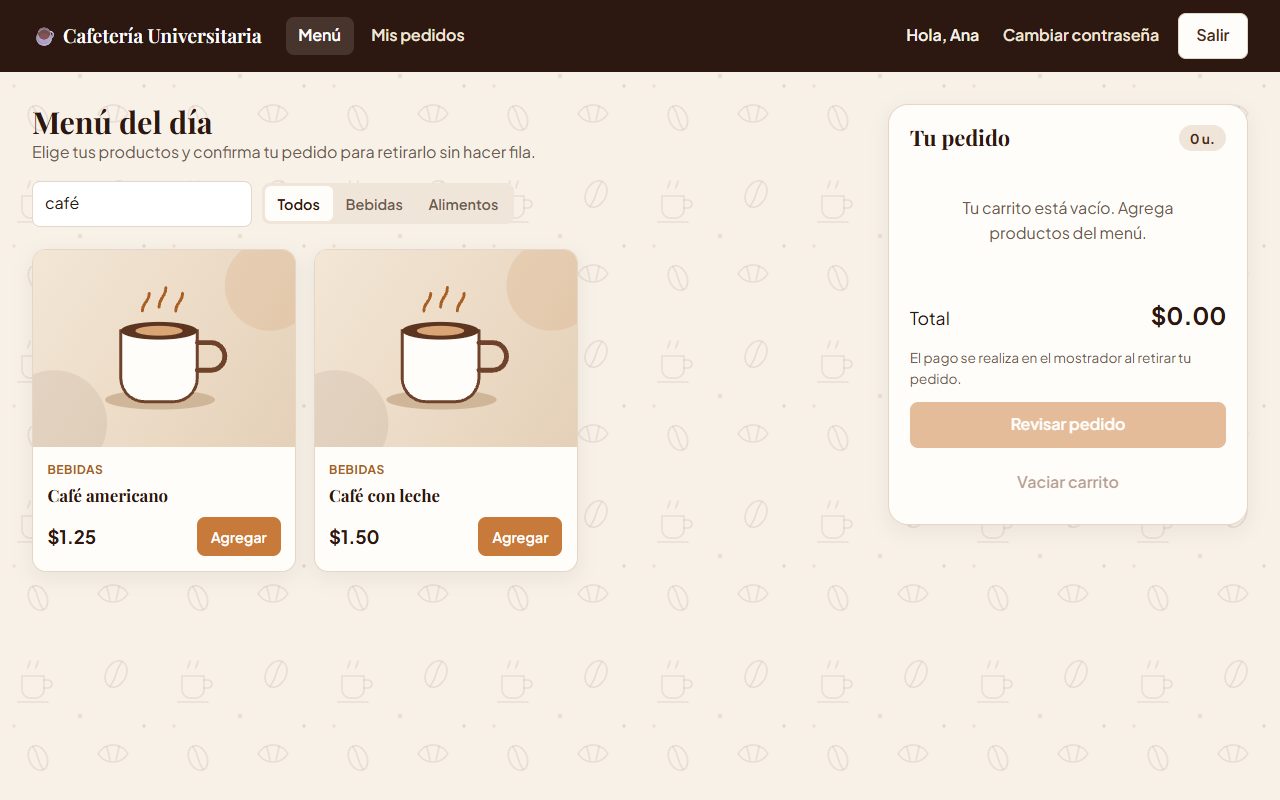 Cafetería Universitaria
Menú
Mis pedidos
Hola, Ana
Cambiar contraseña
Salir
Menú del día
Elige tus productos y confirma tu pedido para retirarlo sin hacer fila.
café
Todos
Bebidas
Alimentos
BEBIDAS
Café americano
$1.25
Agregar
BEBIDAS
Café con leche
$1.50
Agregar
Tu pedido
0 u.
Tu carrito está vacío. Agrega
productos del menú.
Total
$0.00
El pago se realiza en el mostrador al retirar tu
pedido.
Revisar pedido
Vaciar carrito